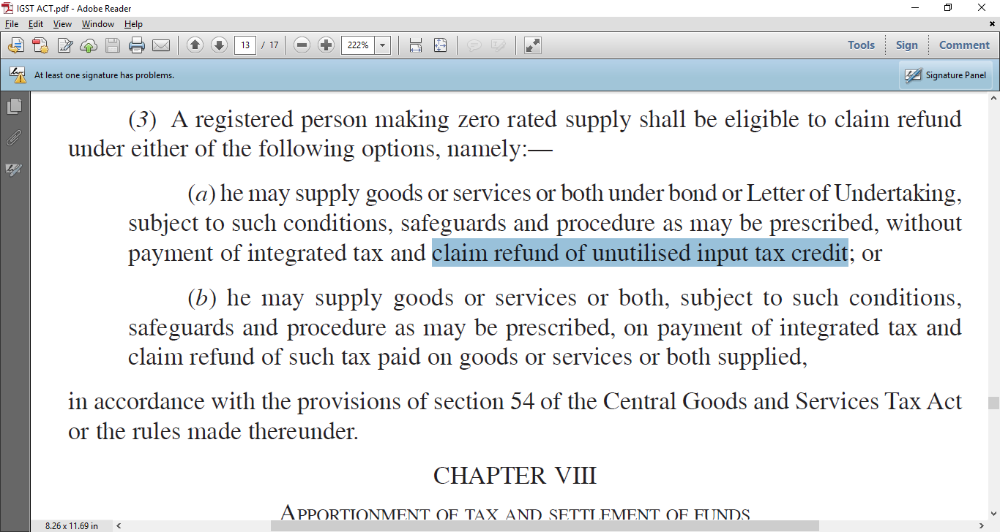 IGST ACT.pdf - Adobe Reader
File Edit View Window Help
13 / 17 222% Tools Sign Comment
At least one signature has problems. Signature Panel
(3) A registered person making zero rated supply shall be eligible to claim refund
under either of the following options, namely:—
(a) he may supply goods or services or both under bond or Letter of Undertaking,
subject to such conditions, safeguards and procedure as may be prescribed, without
payment of integrated tax and claim refund of unutilised input tax credit; or
(b) he may supply goods or services or both, subject to such conditions,
safeguards and procedure as may be prescribed, on payment of integrated tax and
claim refund of such tax paid on goods or services or both supplied,
in accordance with the provisions of section 54 of the Central Goods and Services Tax Act
or the rules made thereunder.
CHAPTER VIII
APPORTIONMENT OF TAX AND SETTLEMENT OF FUNDS
8.26 x 11.69 in